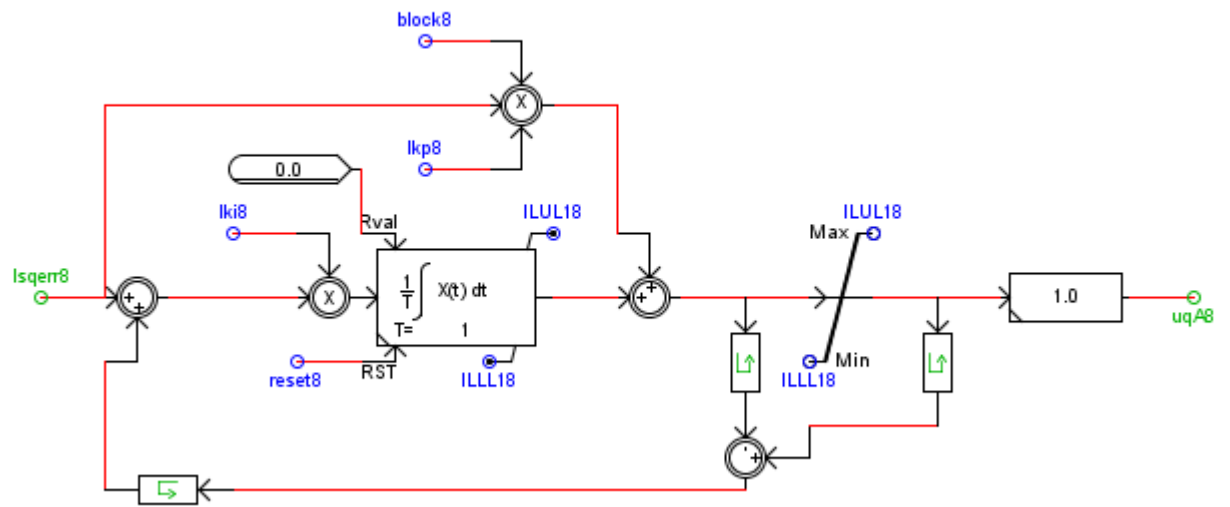 block8
X
Ikp8
0.0
Iki8
Rval
ILUL18
ILUL18
Max
Isqerr8
+
+
X
1/T ∫ X(t) dt
T= 1
+
+
1.0
uqA8
reset8
RST
ILLL18
ILLL18
Min
-
+